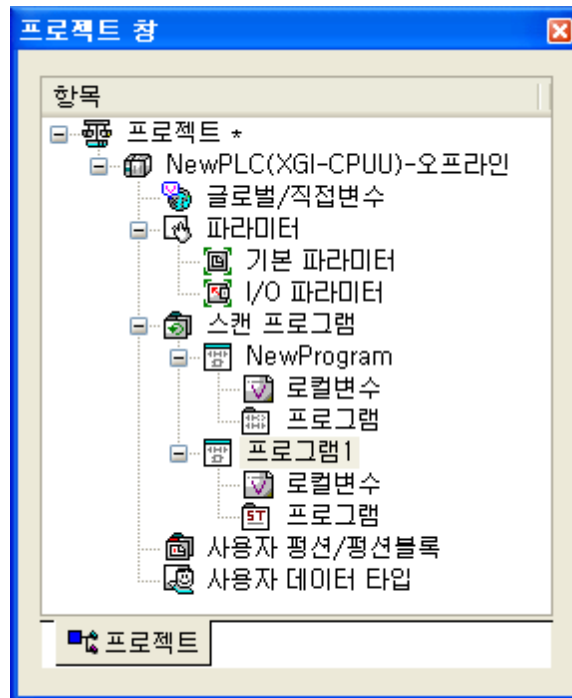 프로젝트 창
항목
프로젝트 *
NewPLC(XGI-CPUU)-오프라인
글로벌/직접변수
파라미터
기본 파라미터
I/O 파라미터
스캔 프로그램
NewProgram
로컬변수
프로그램
프로그램1
로컬변수
ST 프로그램
사용자 펑션/펑션블록
사용자 데이터 타입
프로젝트